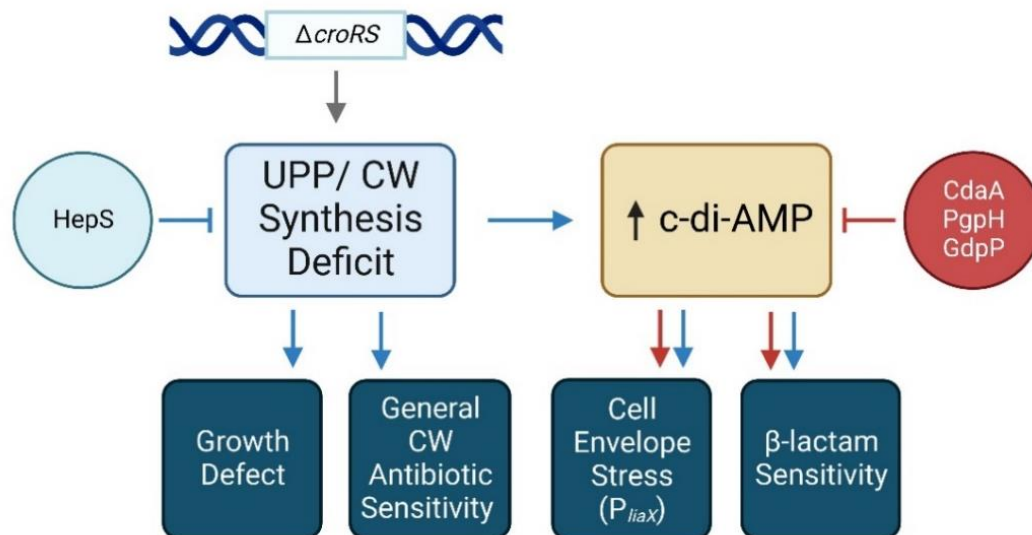 ΔcroRS
HepS
UPP/ CW
Synthesis
Deficit
↑ c-di-AMP
CdaA
PgpH
GdpP
Growth
Defect
General
CW
Antibiotic
Sensitivity
Cell
Envelope
Stress
(PliaX)
β-lactam
Sensitivity